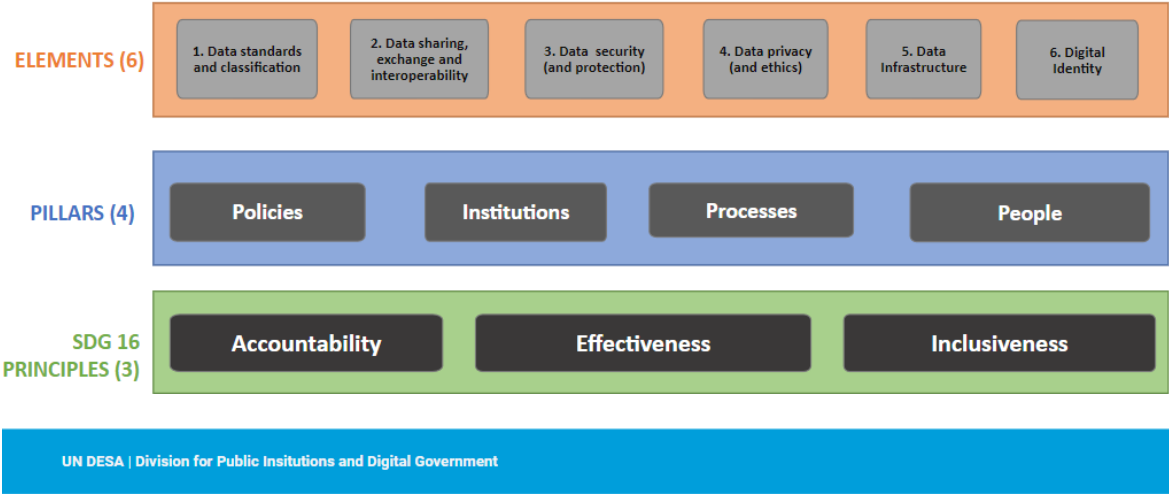 ELEMENTS (6)
1. Data standards
and classification
2. Data sharing,
exchange and
interoperability
3. Data security
(and protection)
4. Data privacy
(and ethics)
5. Data
Infrastructure
6. Digital
Identity
PILLARS (4)
Policies
Institutions
Processes
People
SDG 16
PRINCIPLES (3)
Accountability
Effectiveness
Inclusiveness
UN DESA | Division for Public Insitutions and Digital Government